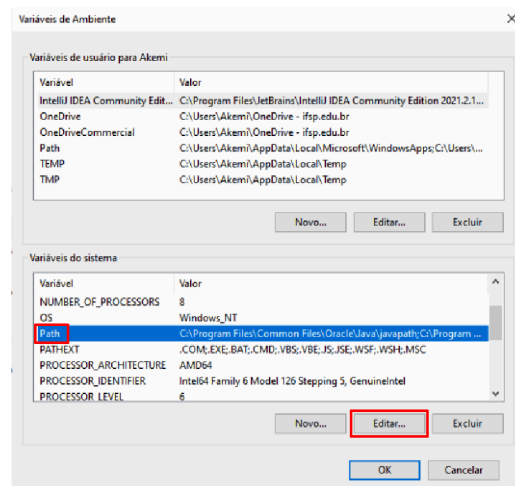 Variáveis de Ambiente
Variáveis de usuário para Akemi
Variável Valor
IntelliJ IDEA Community Edit... C:\Program Files\JetBrains\IntelliJ IDEA Community Edition 2021.2.1...
OneDrive C:\Users\Akemi\OneDrive - ifsp.edu.br
OneDriveCommercial C:\Users\Akemi\OneDrive - ifsp.edu.br
Path C:\Users\Akemi\AppData\Local\Microsoft\WindowsApps;C:\Users\...
TEMP C:\Users\Akemi\AppData\Local\Temp
TMP C:\Users\Akemi\AppData\Local\Temp
Novo... Editar... Excluir
Variáveis do sistema
Variável Valor
NUMBER_OF_PROCESSORS 8
OS Windows_NT
Path C:\Program Files\Common Files\Oracle\Java\javapath;C:\Program ...
PATHEXT .COM;.EXE;.BAT;.CMD;.VBS;.VBE;.JS;.JSE;.WSF;.WSH;.MSC
PROCESSOR_ARCHITECTURE AMD64
PROCESSOR_IDENTIFIER Intel64 Family 6 Model 126 Stepping 5, GenuineIntel
PROCESSOR_LEVEL 6
Novo... Editar... Excluir
OK Cancelar